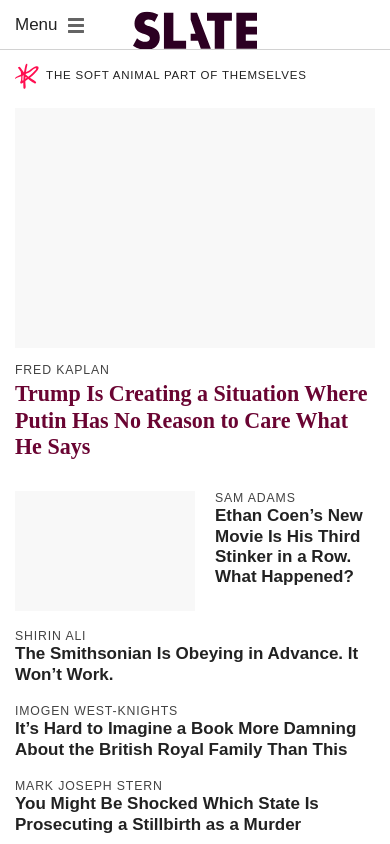 Menu
SLATE
THE SOFT ANIMAL PART OF THEMSELVES
FRED KAPLAN
Trump Is Creating a Situation Where
Putin Has No Reason to Care What
He Says
SAM ADAMS
Ethan Coen’s New
Movie Is His Third
Stinker in a Row.
What Happened?
SHIRIN ALI
The Smithsonian Is Obeying in Advance. It
Won’t Work.
IMOGEN WEST-KNIGHTS
It’s Hard to Imagine a Book More Damning
About the British Royal Family Than This
MARK JOSEPH STERN
You Might Be Shocked Which State Is
Prosecuting a Stillbirth as a Murder